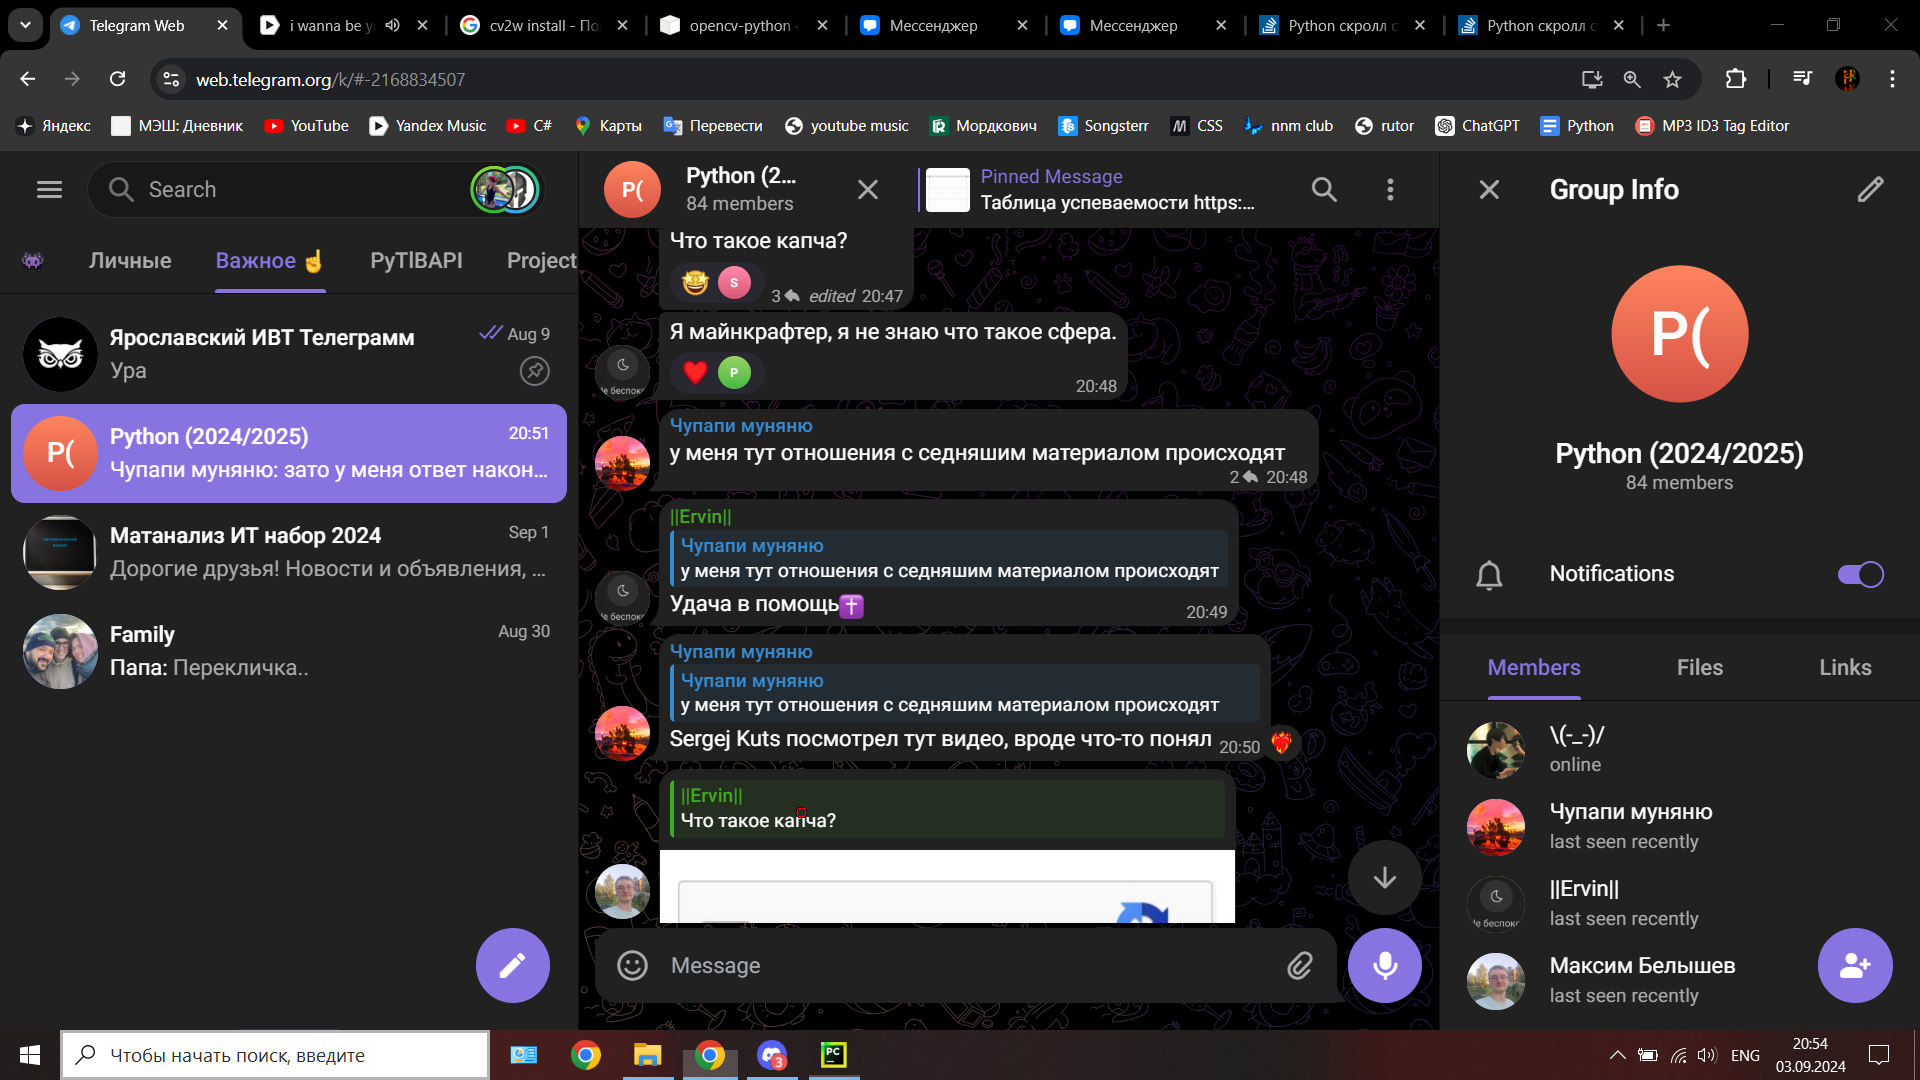 Telegram Web
i wanna be y
cv2w install - По
opencv-python
Мессенджер
Мессенджер
Python скролл с
Python скролл с
web.telegram.org/k/#-2168834507
Яндекс
МЭШ: Дневник
YouTube
Yandex Music
C#
Карты
Перевести
youtube music
Мордкович
Songsterr
CSS
nnm club
rutor
ChatGPT
Python
MP3 ID3 Tag Editor
Search
Личные
Важное ☝
PyTlBAPI
Project
Ярославский ИВТ Телеграмм
Aug 9
Ура
P(
Python (2024/2025)
20:51
Чупапи муняню: зато у меня ответ након...
Матанализ ИТ набор 2024
Sep 1
Дорогие друзья! Новости и объявления, ...
Family
Aug 30
Папа: Перекличка..
P(
Python (2...
84 members
Pinned Message
Таблица успеваемости https:...
Что такое капча?
S
3 edited 20:47
Я майнкрафтер, я не знаю что такое сфера.
P
20:48
Чупапи муняню
у меня тут отношения с седняшим материалом происходят
2 20:48
||Ervin||
Чупапи муняню
у меня тут отношения с седняшим материалом происходят
Удача в помощь✝
20:49
Чупапи муняню
Чупапи муняню
у меня тут отношения с седняшим материалом происходят
Sergej Kuts посмотрел тут видео, вроде что-то понял
20:50
||Ervin||
Что такое капча?
Message
Group Info
P(
Python (2024/2025)
84 members
Notifications
Members
Files
Links
\(-_-)/
online
Чупапи муняню
last seen recently
||Ervin||
last seen recently
Максим Белышев
last seen recently
Чтобы начать поиск, введите
3
PC
ENG
20:54
03.09.2024